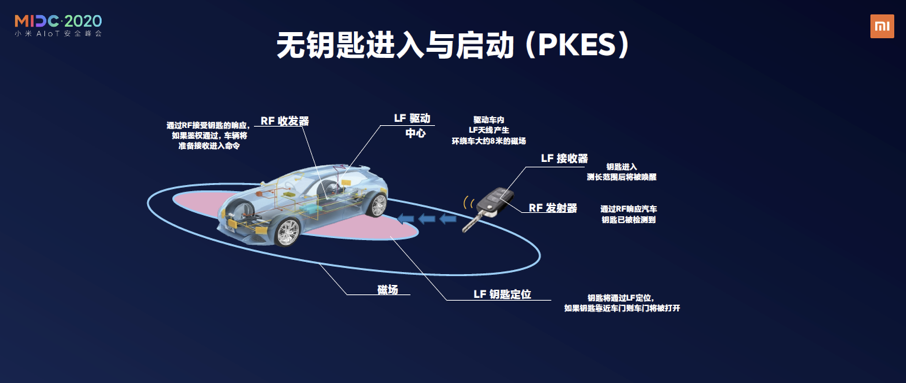 MIDC·2020
小米 AIoT 安全峰会
mi
无钥匙进入与启动（PKES）
通过RF接受钥匙的响应，
如果鉴权通过，车辆将
准备接收进入命令
RF 收发器
LF 驱动
中心
驱动车内
LF天线产生
环绕车大约8米的磁场
LF 接收器
钥匙进入
测长范围后将被唤醒
RF 发射器
通过RF响应汽车
钥匙已被检测到
磁场
LF 钥匙定位
钥匙将通过LF定位，
如果钥匙靠近车门则车门将被打开